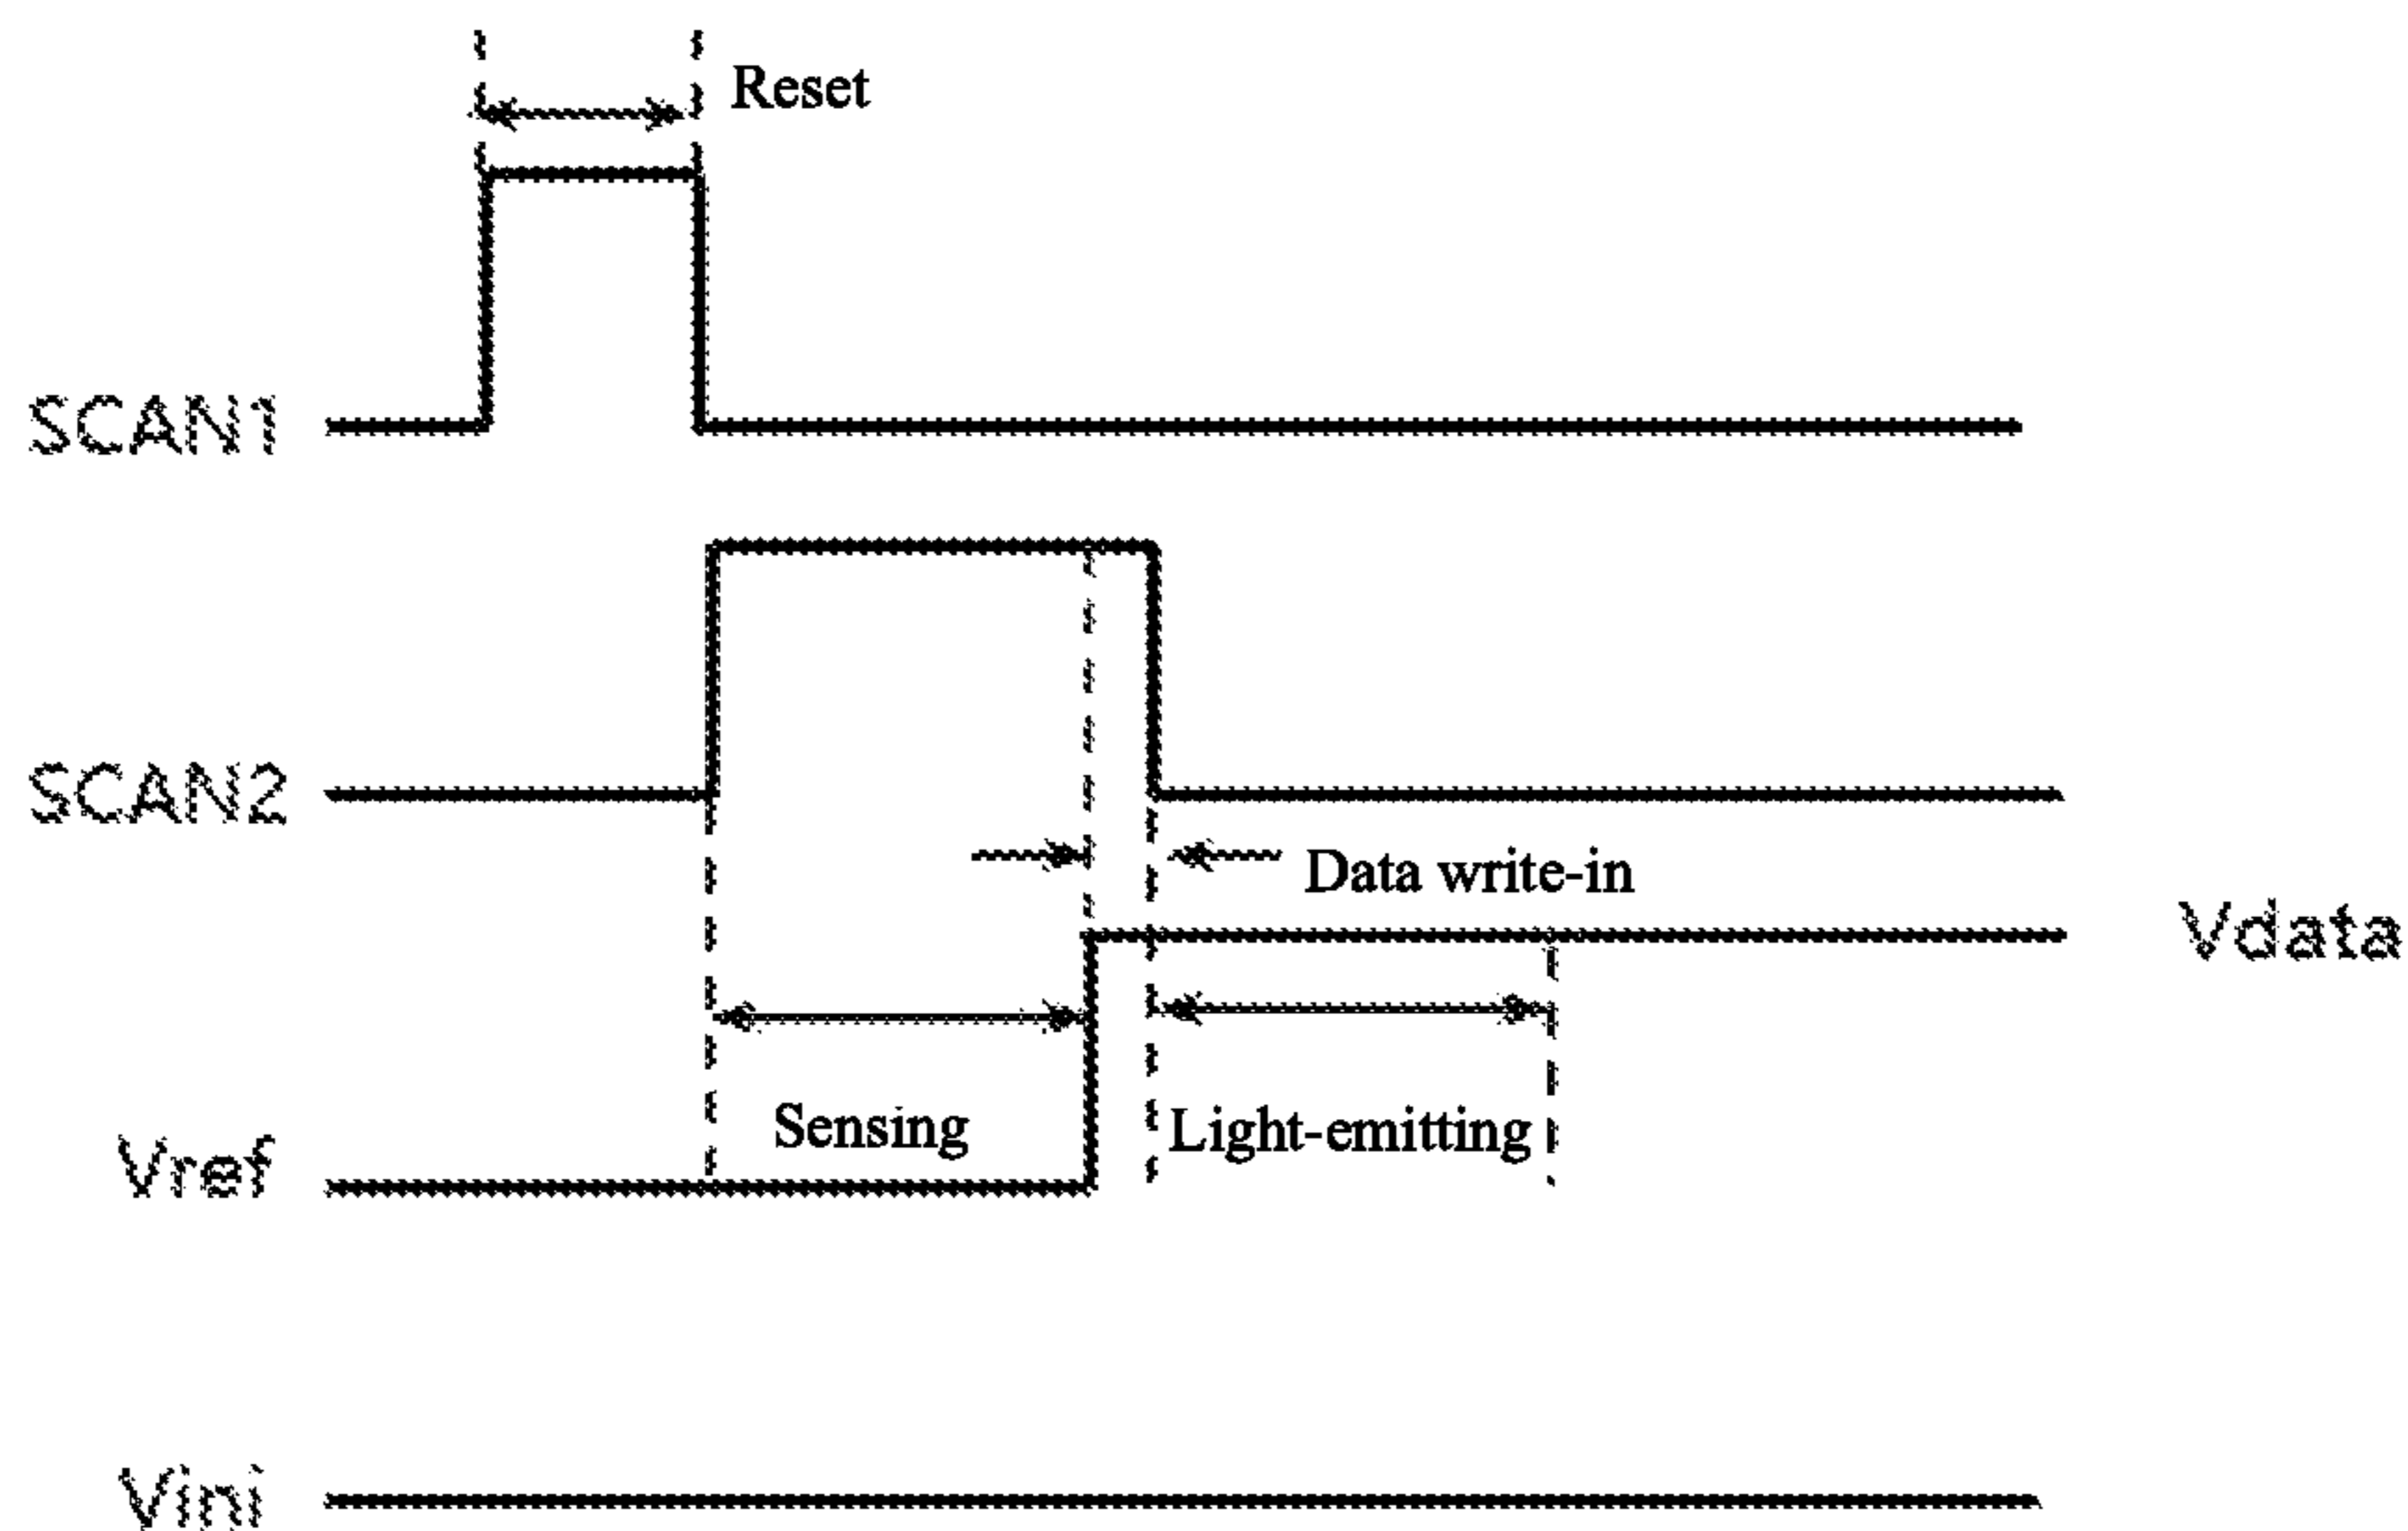 Reset
SCAN1
SCAN2
Data write-in
Vdata
Sensing
Light-emitting
Vref
Vini